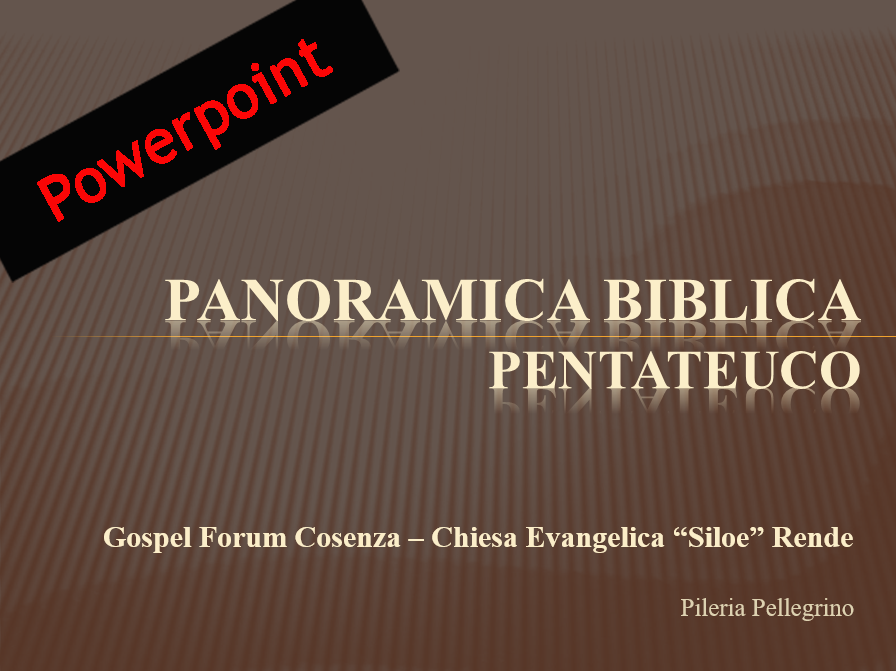 Powerpoint
PANORAMICA BIBLICA
PENTATEUCO
Gospel Forum Cosenza – Chiesa Evangelica “Siloe” Rende
Pileria Pellegrino